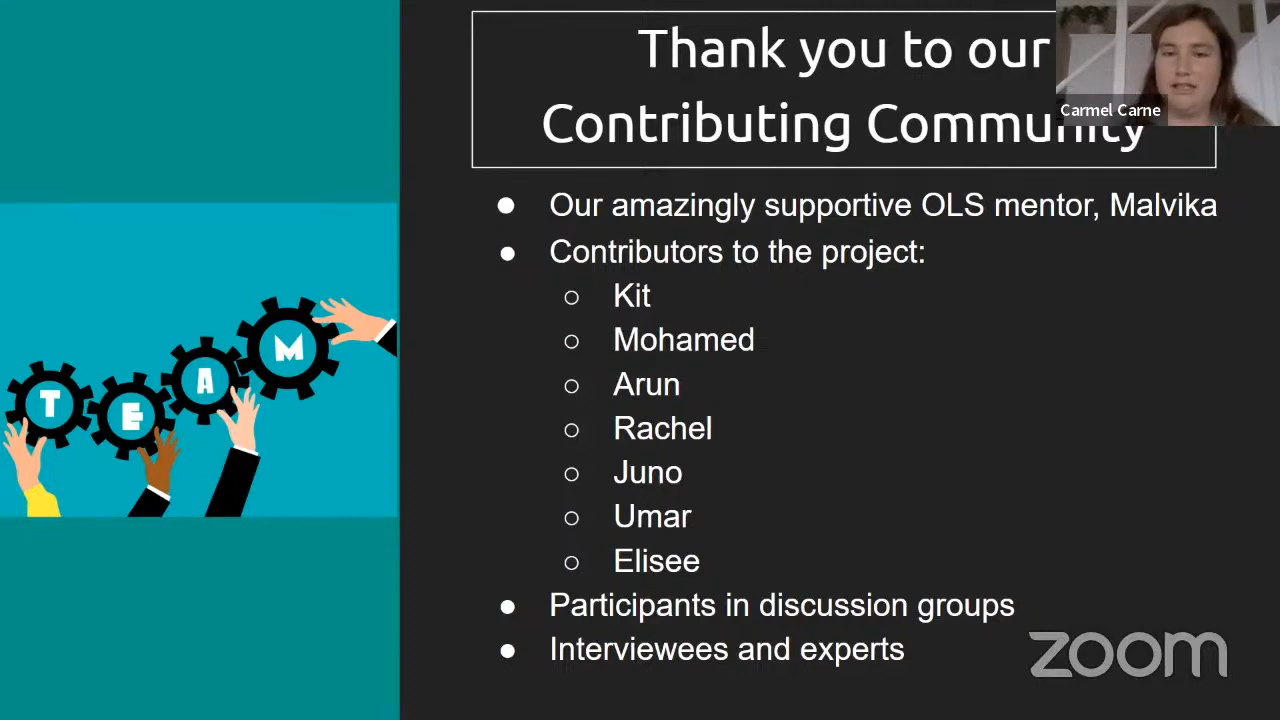 Thank you to our
Contributing Community
Carmel Carne
Our amazingly supportive OLS mentor, Malvika
Contributors to the project:
Kit
Mohamed
Arun
Rachel
Juno
Umar
Elisee
Participants in discussion groups
Interviewees and experts
T E A M
zoom